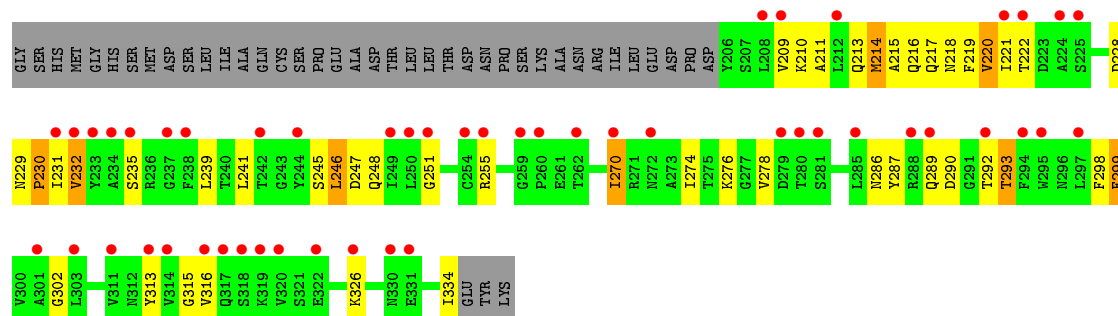 GLY SER HIS MET GLY HIS SER MET ASP SER LEU ILE ALA GLN CYS SER PRO GLU ALA ASP THR LEU LEU THR ASP ASN PRO SER LYS ALA ASN ARG ILE LEU GLU ASP PRO ASP Y206 S207 L208 V209 K210 A211 L212 Q213 M214 A215 Q216 Q217 N218 F219 V220 I221 T222 D223 A224 S225 D228
N229 P230 I231 V232 Y233 A234 S235 R236 G237 F238 L239 T240 L241 T242 G243 Y244 S245 L246 D247 Q248 I249 L250 G251 C254 R255 G259 P260 E261 T262 I270 R271 N272 A273 I274 T275 K276 G277 V278 D279 T280 S281 L285 N286 Y287 R288 Q289 D290 G291 T292 T293 F294 W295 N296 L297 F298
V300 A301 G302 L303 V311 N312 Y313 V314 G315 V316 Q317 S318 K319 V320 S321 E322 K326 N330 E331 I334 GLU TYR LYS